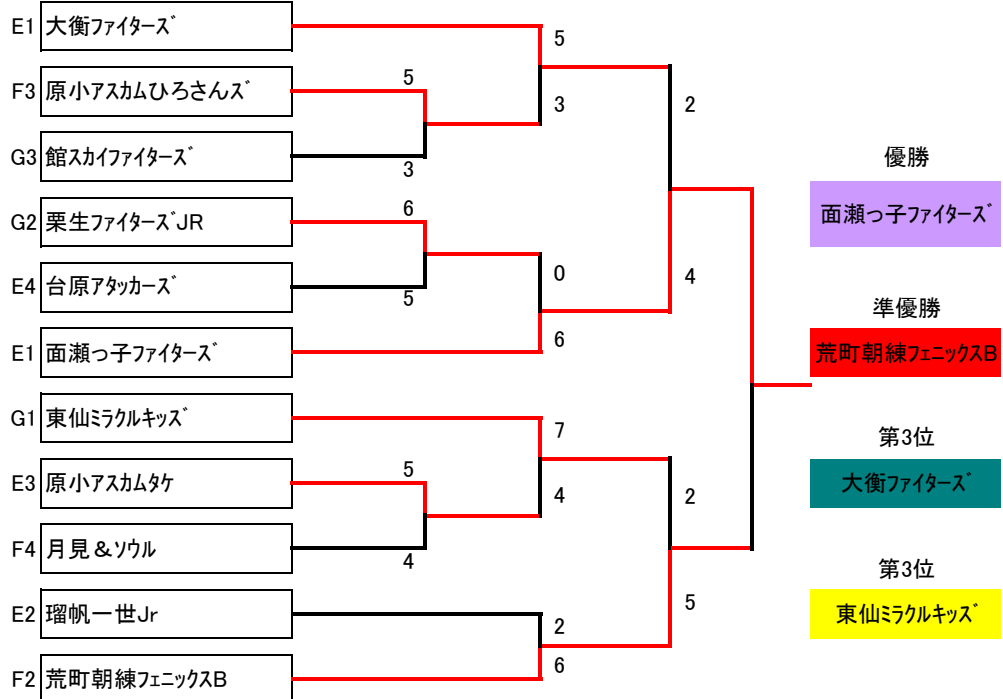 E1 大衡ファイターズ
5
F3 原小アスカムひろさんズ
5
3
2
G3 館スカイファイターズ
3
優勝
面瀬っ子ファイターズ
G2 栗生ファイターズJR
6
0
4
E4 台原アタッカーズ
5
準優勝
荒町朝練フェニックスB
E1 面瀬っ子ファイターズ
6
G1 東仙ミラクルキッズ
7
第3位
大衡ファイターズ
E3 原小アスカムタケ
5
4
2
F4 月見&ソウル
4
第3位
東仙ミラクルキッズ
E2 瑠帆一世Jr
2
5
F2 荒町朝練フェニックスB
6